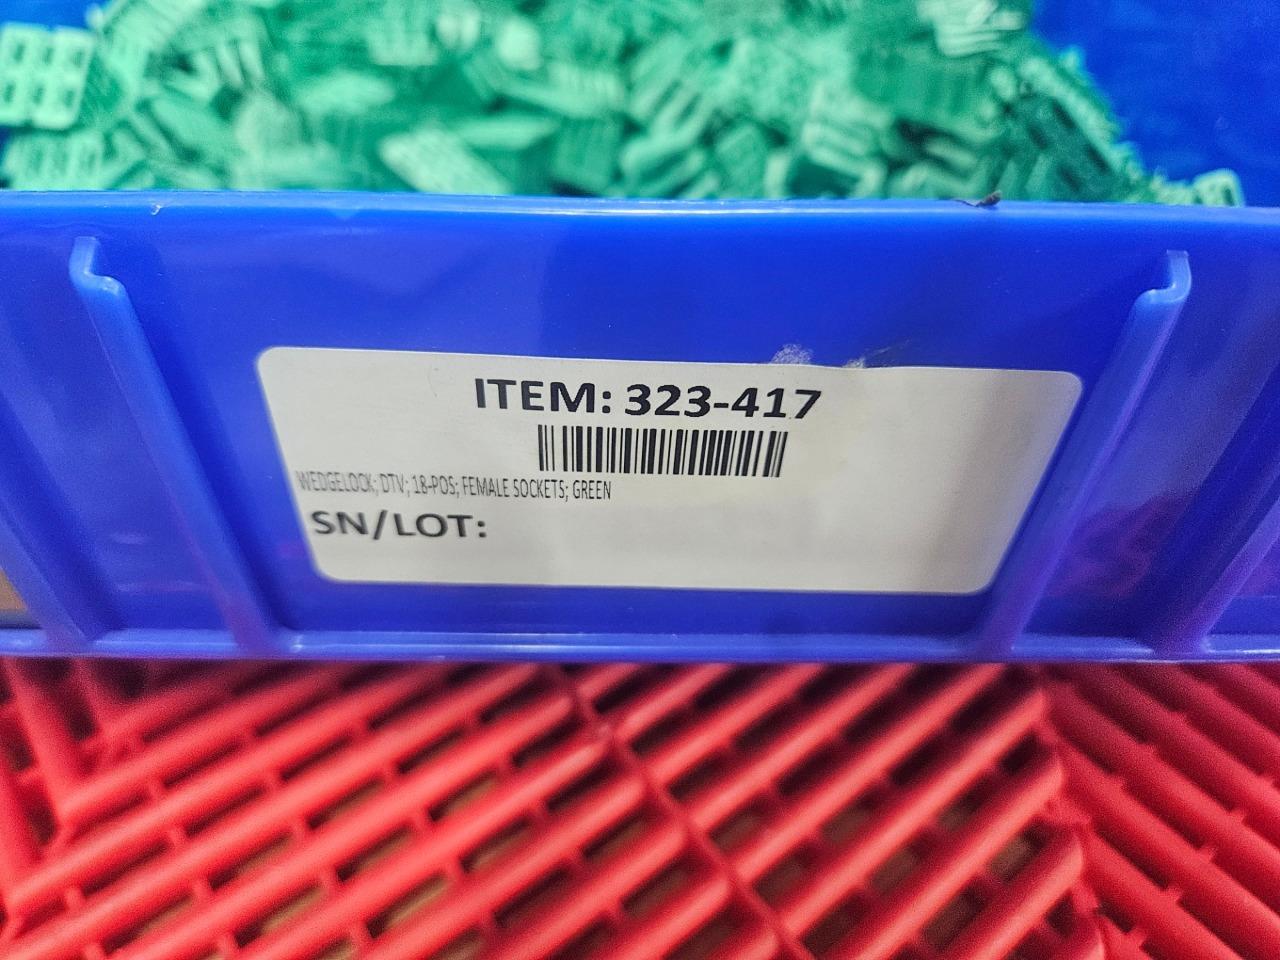 ITEM: 323-417
WEDGELOCK; DTV; 18-POS; FEMALE SOCKETS; GREEN
SN/LOT: